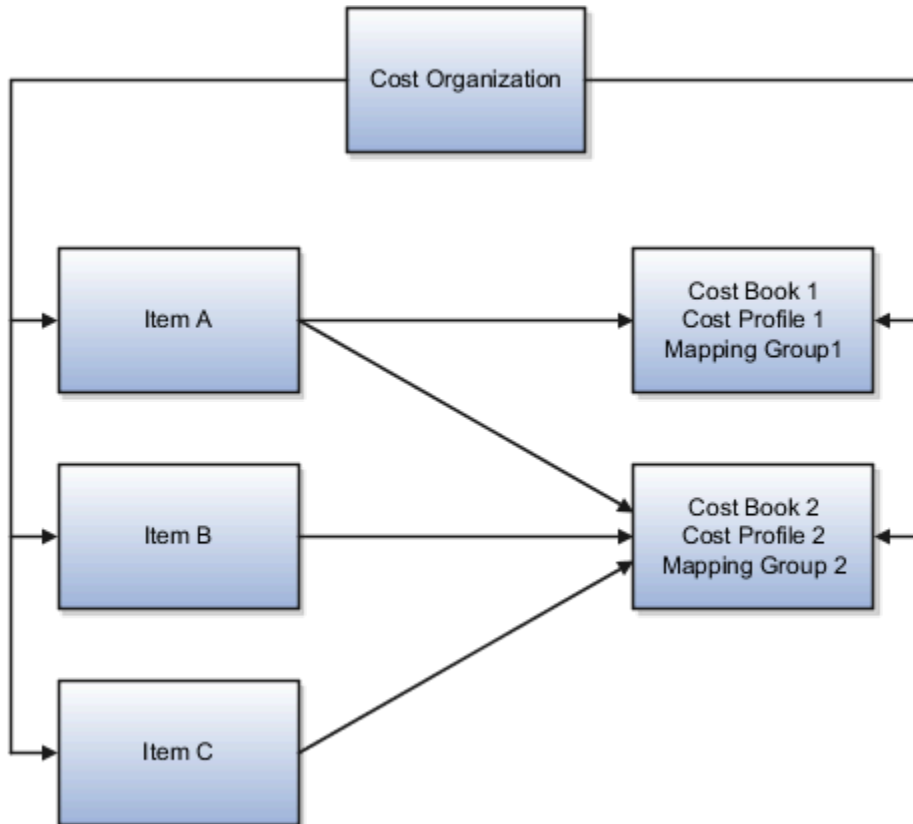 Cost Organization
Item A
Cost Book 1
Cost Profile 1
Mapping Group1
Item B
Cost Book 2
Cost Profile 2
Mapping Group 2
Item C